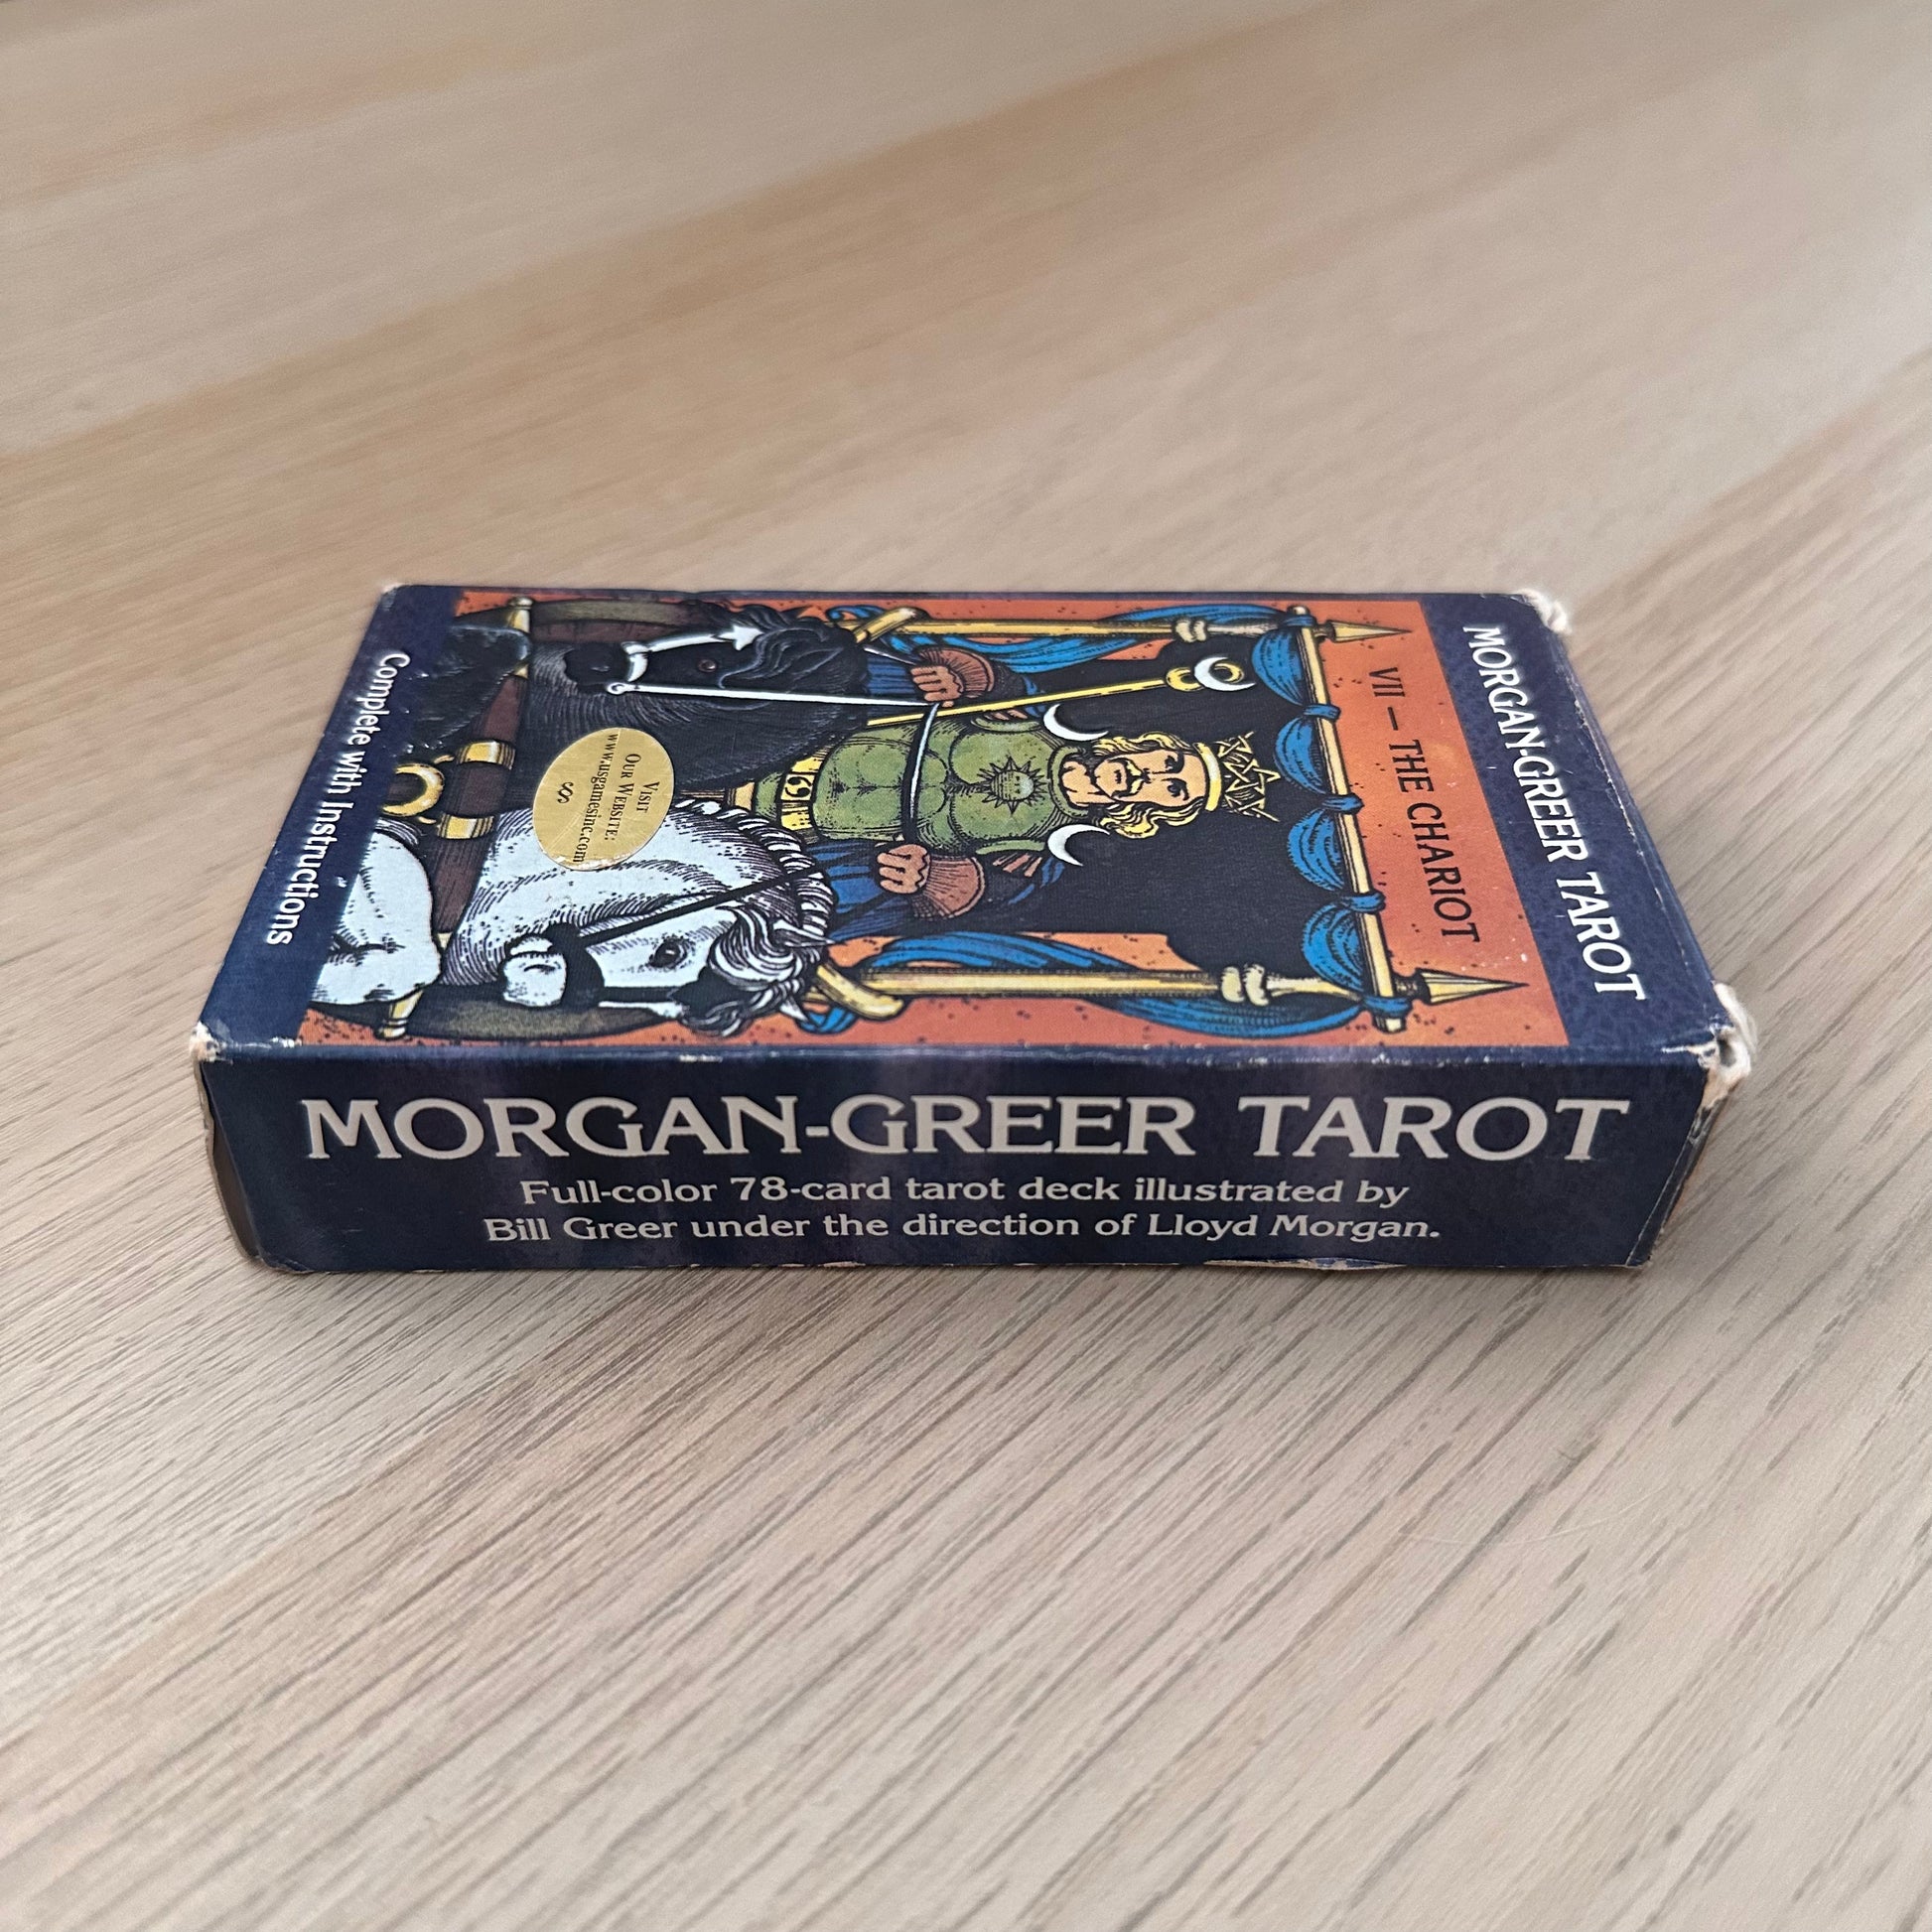 MORGAN-GREER TAROT
VII — THE CHARIOT
VISIT
OUR WEBSITE:
www.usgamesinc.com
Complete with Instructions
MORGAN-GREER TAROT
Full-color 78-card tarot deck illustrated by
Bill Greer under the direction of Lloyd Morgan.